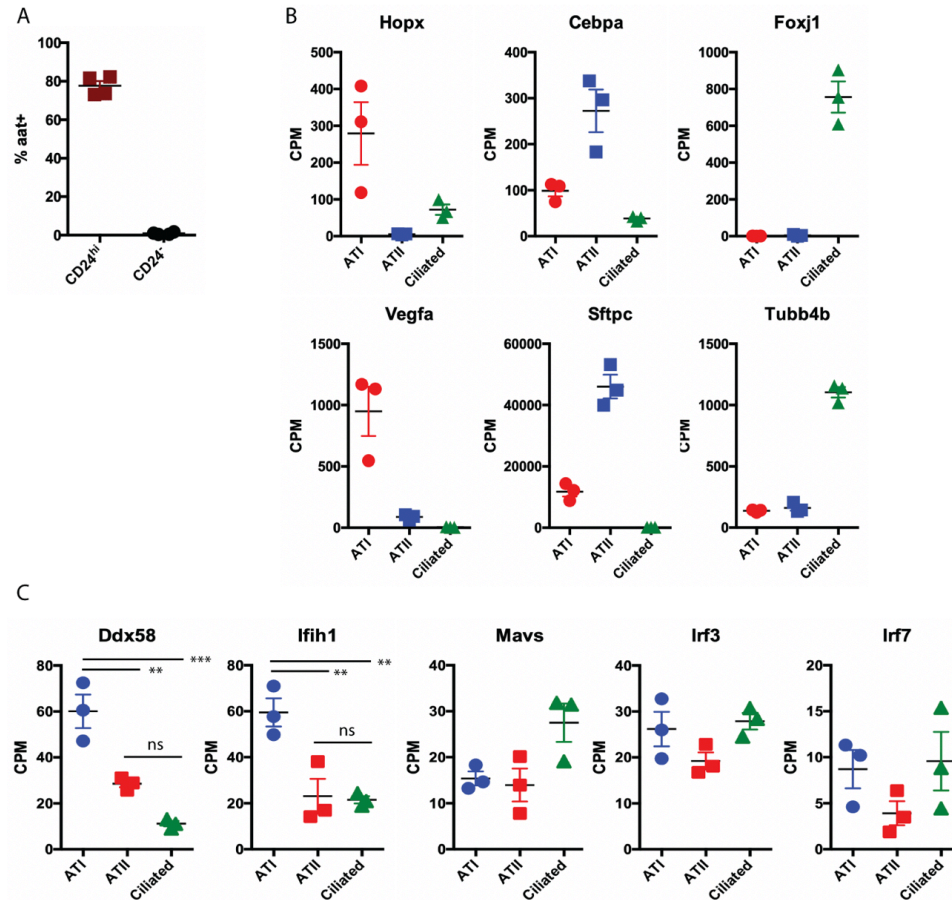 A
% aat+
100
80
60
40
20
0
CD24hi
CD24-
B
Hopx
CPM
500
400
300
200
100
0
ATI
ATII
Ciliated
Cebpa
CPM
400
300
200
100
0
ATI
ATII
Ciliated
Foxj1
CPM
1000
800
600
400
200
0
ATI
ATII
Ciliated
Vegfa
CPM
1500
1000
500
0
ATI
ATII
Ciliated
Sftpc
CPM
60000
40000
20000
0
ATI
ATII
Ciliated
Tubb4b
CPM
1500
1000
500
0
ATI
ATII
Ciliated
C
Ddx58
CPM
80
60
40
20
0
***
**
ns
ATI
ATII
Ciliated
Ifih1
CPM
80
60
40
20
0
**
**
ns
ATI
ATII
Ciliated
Mavs
CPM
40
30
20
10
0
ATI
ATII
Ciliated
Irf3
CPM
40
30
20
10
0
ATI
ATII
Ciliated
Irf7
CPM
20
15
10
5
0
ATI
ATII
Ciliated